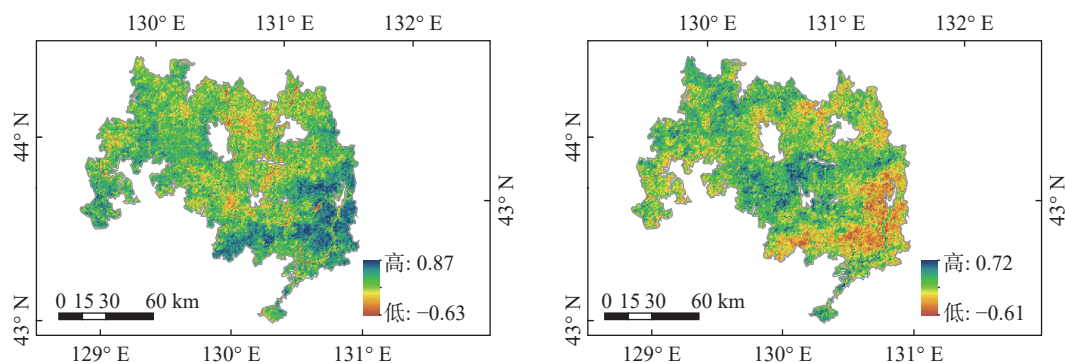 130° E 131° E 132° E
44° N
43° N
43° N
高: 0.87
低: −0.63
0 15 30 60 km
129° E 130° E 131° E
130° E 131° E 132° E
44° N
43° N
43° N
高: 0.72
低: −0.61
0 15 30 60 km
129° E 130° E 131° E